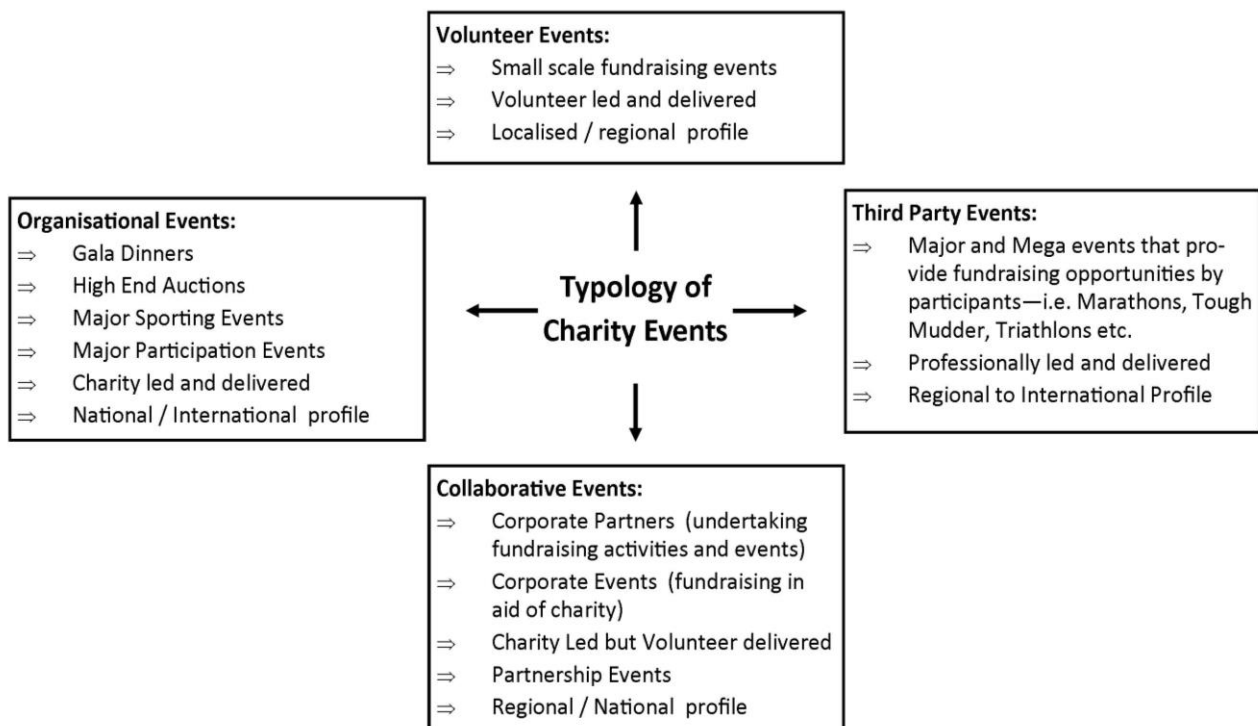 Volunteer Events:
⇒ Small scale fundraising events
⇒ Volunteer led and delivered
⇒ Localised / regional profile
Organisational Events:
⇒ Gala Dinners
⇒ High End Auctions
⇒ Major Sporting Events
⇒ Major Participation Events
⇒ Charity led and delivered
⇒ National / International profile
Typology of
Charity Events
Third Party Events:
⇒ Major and Mega events that pro-
vide fundraising opportunities by
participants—i.e. Marathons, Tough
Mudder, Triathlons etc.
⇒ Professionally led and delivered
⇒ Regional to International Profile
Collaborative Events:
⇒ Corporate Partners (undertaking
fundraising activities and events)
⇒ Corporate Events (fundraising in
aid of charity)
⇒ Charity Led but Volunteer delivered
⇒ Partnership Events
⇒ Regional / National profile